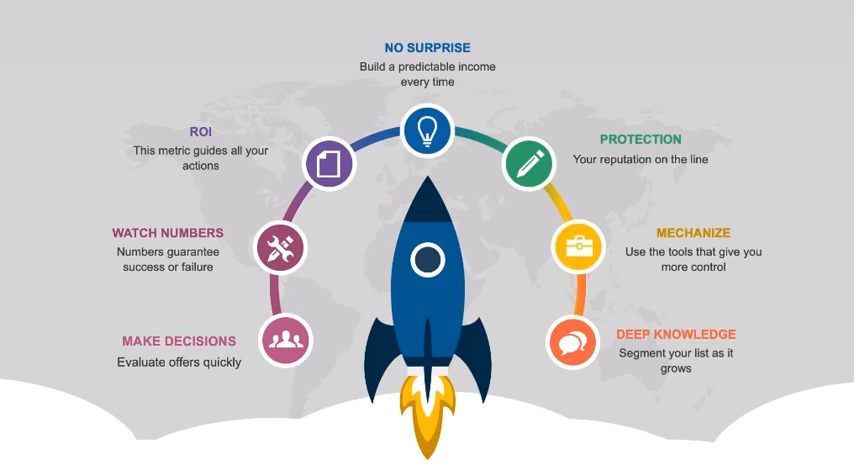 NO SURPRISE
Build a predictable income
every time
ROI
This metric guides all your
actions
PROTECTION
Your reputation on the line
WATCH NUMBERS
Numbers guarantee
success or failure
MECHANIZE
Use the tools that give you
more control
MAKE DECISIONS
Evaluate offers quickly
DEEP KNOWLEDGE
Segment your list as it
grows